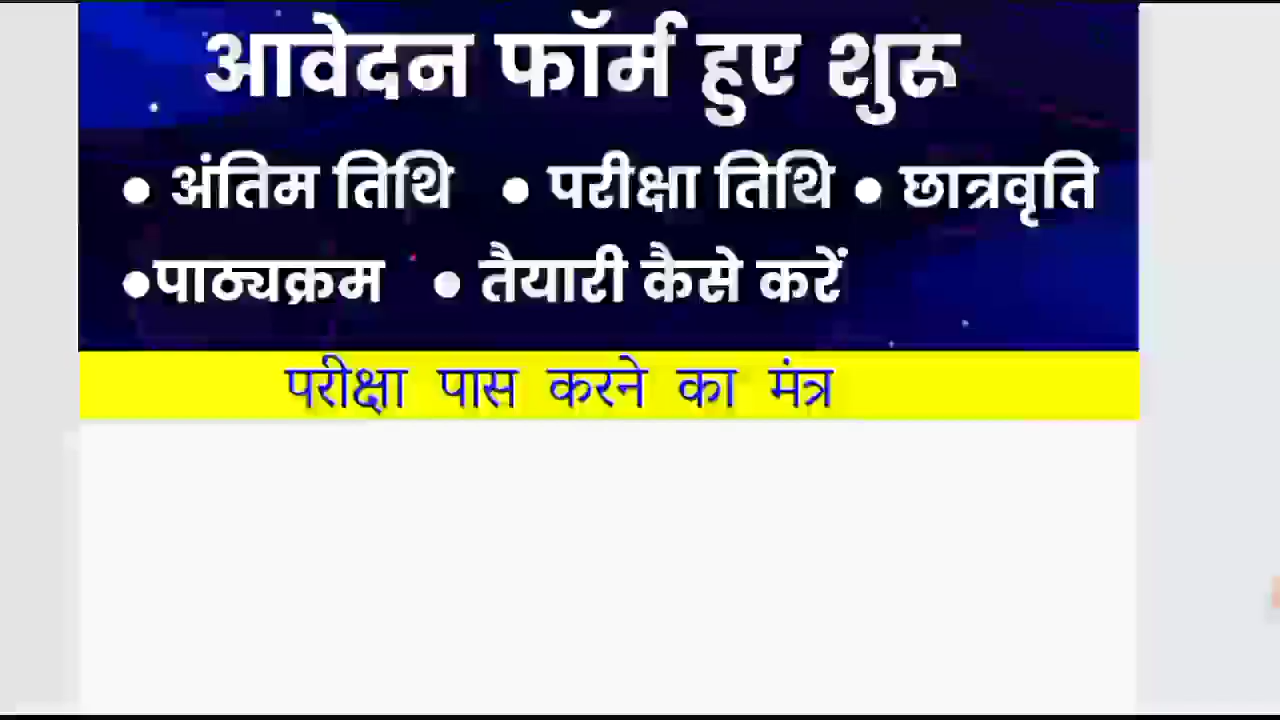 आवेदन फॉर्म हुए शुरू
• अंतिम तिथि • परीक्षा तिथि • छात्रवृति
•पाठ्यक्रम • तैयारी कैसे करें
परीक्षा पास करने का मंत्र